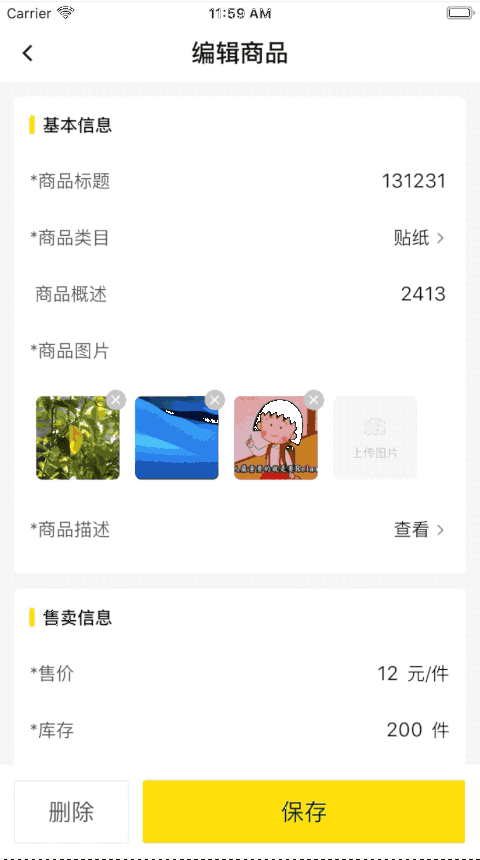 Carrier 11:59 AM
编辑商品
基本信息
*商品标题 131231
*商品类目 贴纸
商品概述 2413
*商品图片
上传图片
*商品描述 查看
售卖信息
*售价 12 元/件
*库存 200 件
删除 保存